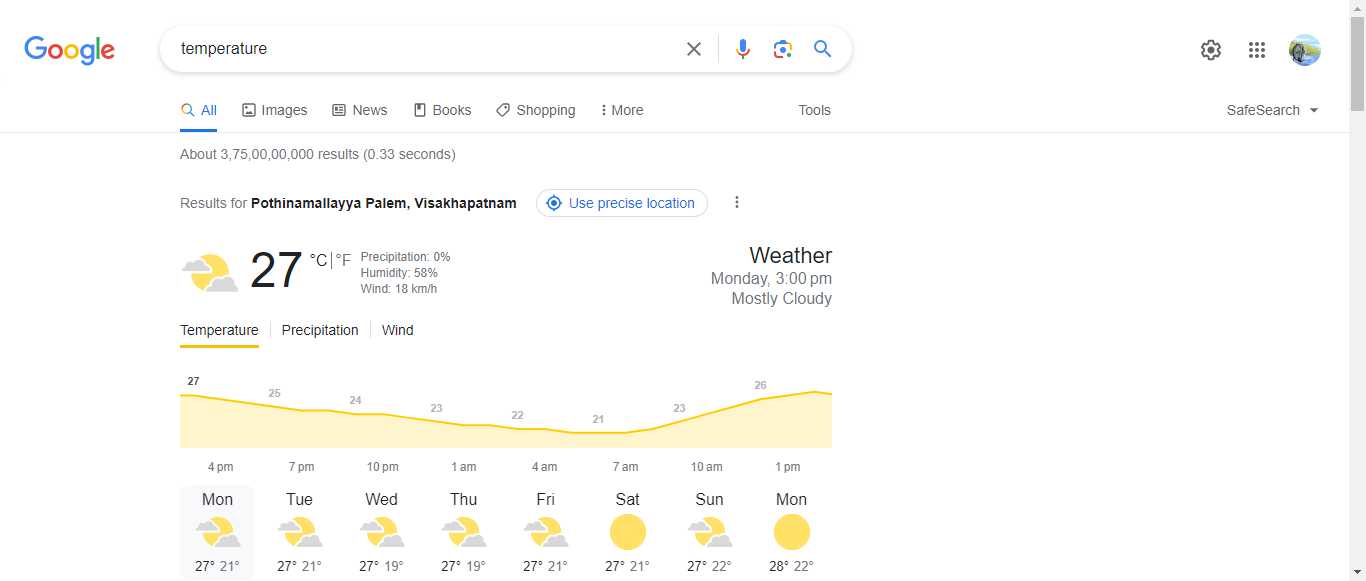 Google
temperature
All Images News Books Shopping More Tools SafeSearch
About 3,75,00,00,000 results (0.33 seconds)
Results for Pothinamallayya Palem, Visakhapatnam Use precise location
27 °C|°F
Precipitation: 0%
Humidity: 58%
Wind: 18 km/h
Weather
Monday, 3:00 pm
Mostly Cloudy
Temperature Precipitation Wind
27 25 24 23 22 21 23 26
4 pm 7 pm 10 pm 1 am 4 am 7 am 10 am 1 pm
Mon Tue Wed Thu Fri Sat Sun Mon
27° 21° 27° 21° 27° 19° 27° 19° 27° 21° 27° 21° 27° 22° 28° 22°